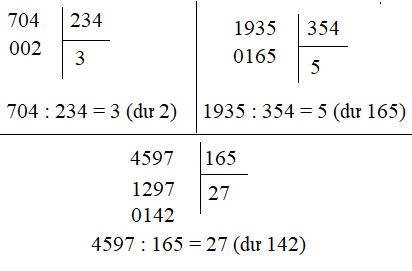 704 234
002 3
704 : 234 = 3 (dư 2)
1935 354
0165 5
1935 : 354 = 5 (dư 165)
4597 165
1297 27
0142
4597 : 165 = 27 (dư 142)